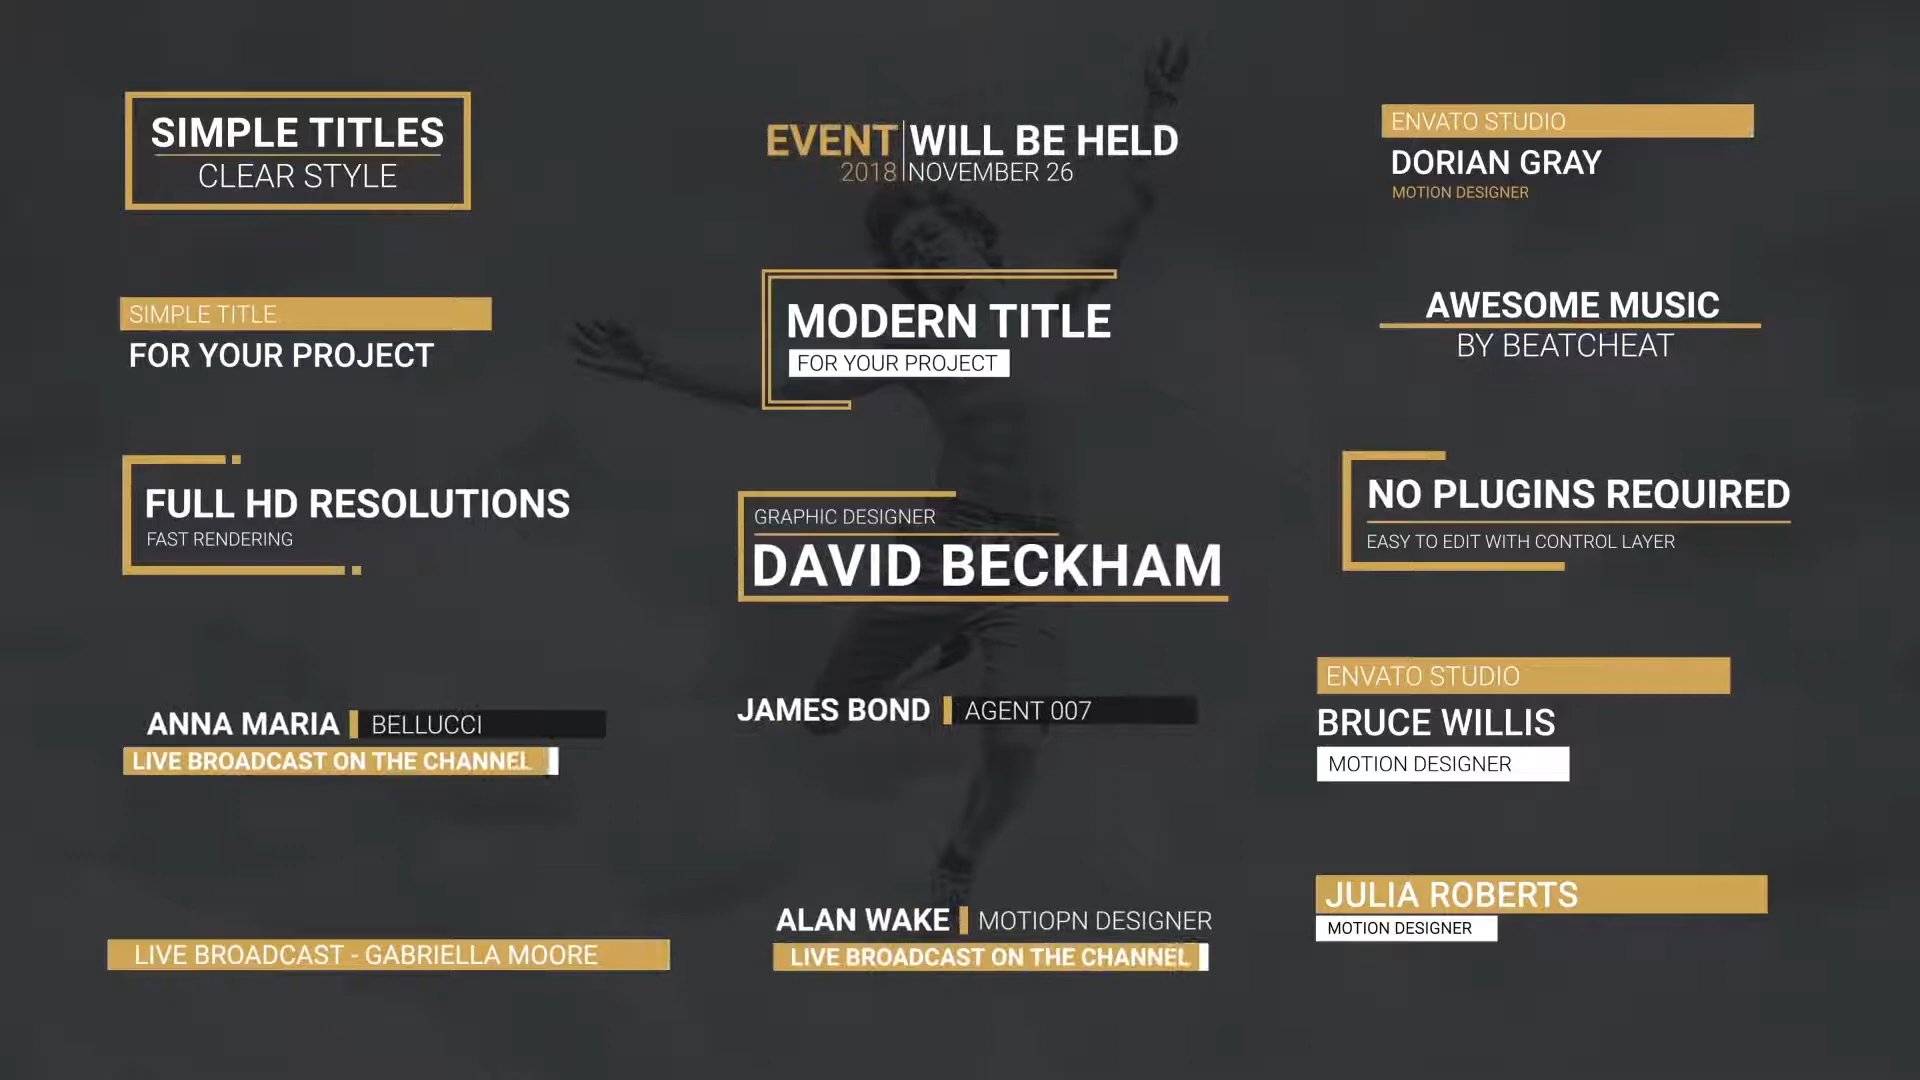 SIMPLE TITLES
CLEAR STYLE
EVENT WILL BE HELD
2018 NOVEMBER 26
ENVATO STUDIO
DORIAN GRAY
MOTION DESIGNER
SIMPLE TITLE
FOR YOUR PROJECT
MODERN TITLE
FOR YOUR PROJECT
AWESOME MUSIC
BY BEATCHEAT
FULL HD RESOLUTIONS
FAST RENDERING
GRAPHIC DESIGNER
DAVID BECKHAM
NO PLUGINS REQUIRED
EASY TO EDIT WITH CONTROL LAYER
ANNA MARIA BELLUCCI
LIVE BROADCAST ON THE CHANNEL
JAMES BOND AGENT 007
ENVATO STUDIO
BRUCE WILLIS
MOTION DESIGNER
LIVE BROADCAST - GABRIELLA MOORE
ALAN WAKE MOTIOPN DESIGNER
LIVE BROADCAST ON THE CHANNEL
JULIA ROBERTS
MOTION DESIGNER